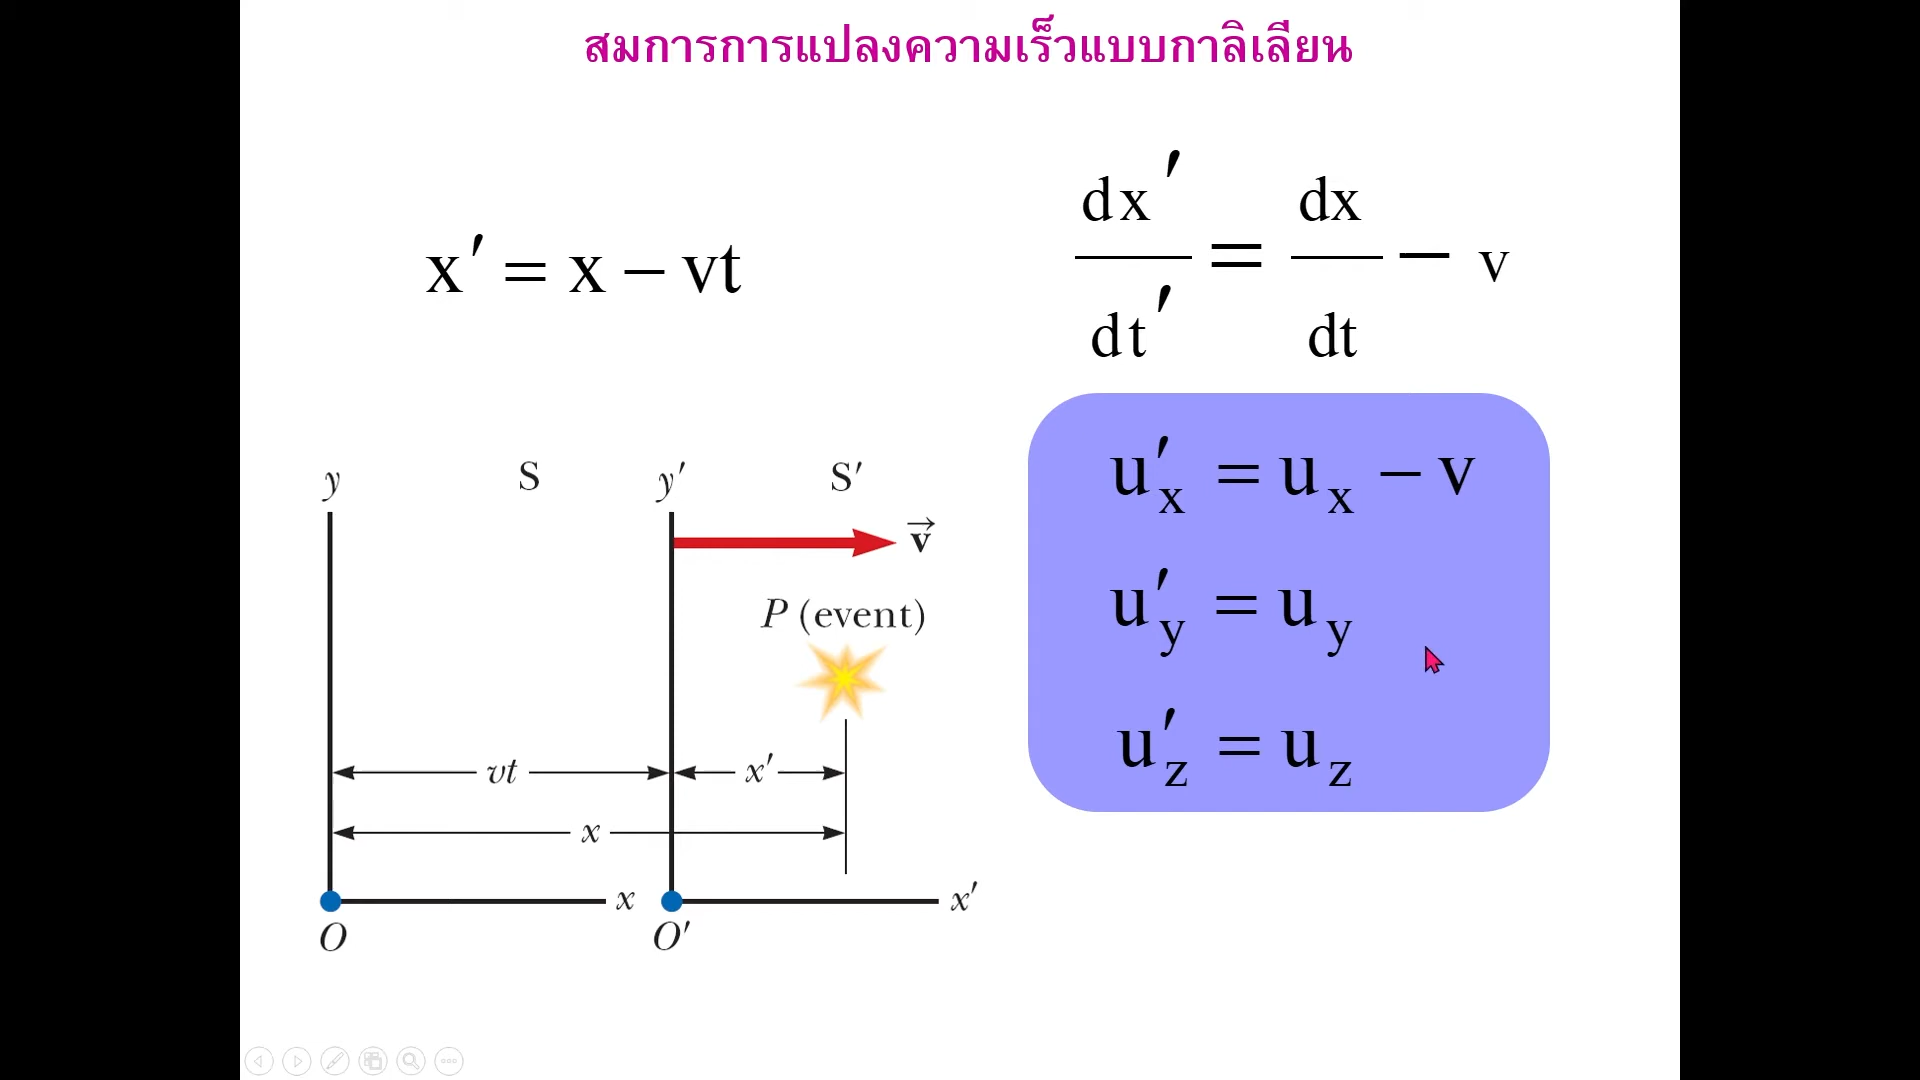 สมการการแปลงความเร็วแบบกาลิเลียน
x′ = x − vt
dx′/dt′ = dx/dt − v
u′x = ux − v
u′y = uy
u′z = uz
y S y′ S′
v⃗
P (event)
vt x′
x
x x′
O O′